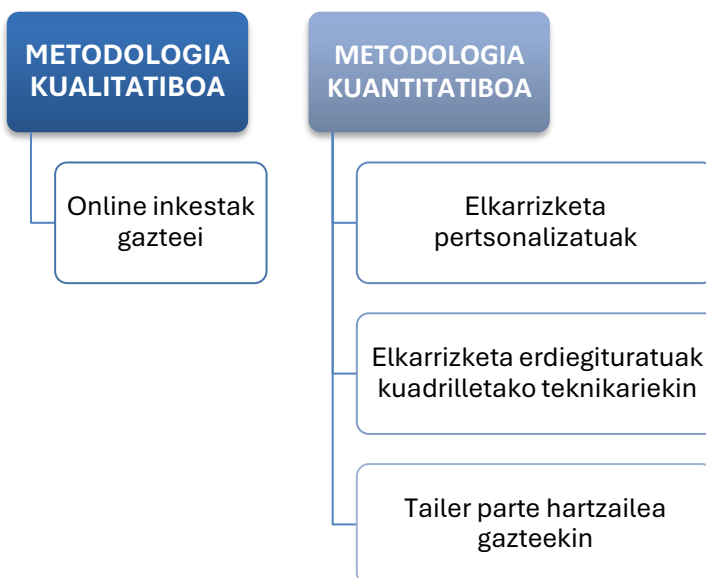 METODOLOGIA
KUALITATIBOA
Online inkestak
gazteei
METODOLOGIA
KUANTITATIBOA
Elkarrizketa
pertsonalizatuak
Elkarrizketa erdiegituratuak
kuadrilletako teknikariekin
Tailer parte hartzailea
gazteekin